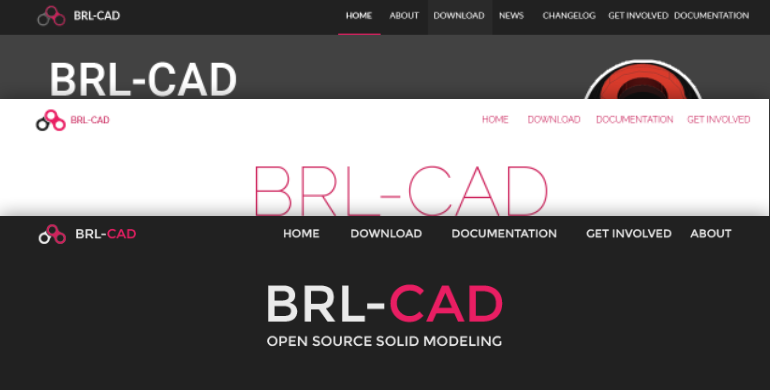 BRL-CAD HOME ABOUT DOWNLOAD NEWS CHANGELOG GET INVOLVED DOCUMENTATION
BRL-CAD
BRL-CAD HOME DOWNLOAD DOCUMENTATION GET INVOLVED
BRL-CAD
BRL-CAD HOME DOWNLOAD DOCUMENTATION GET INVOLVED ABOUT
BRL-CAD
OPEN SOURCE SOLID MODELING